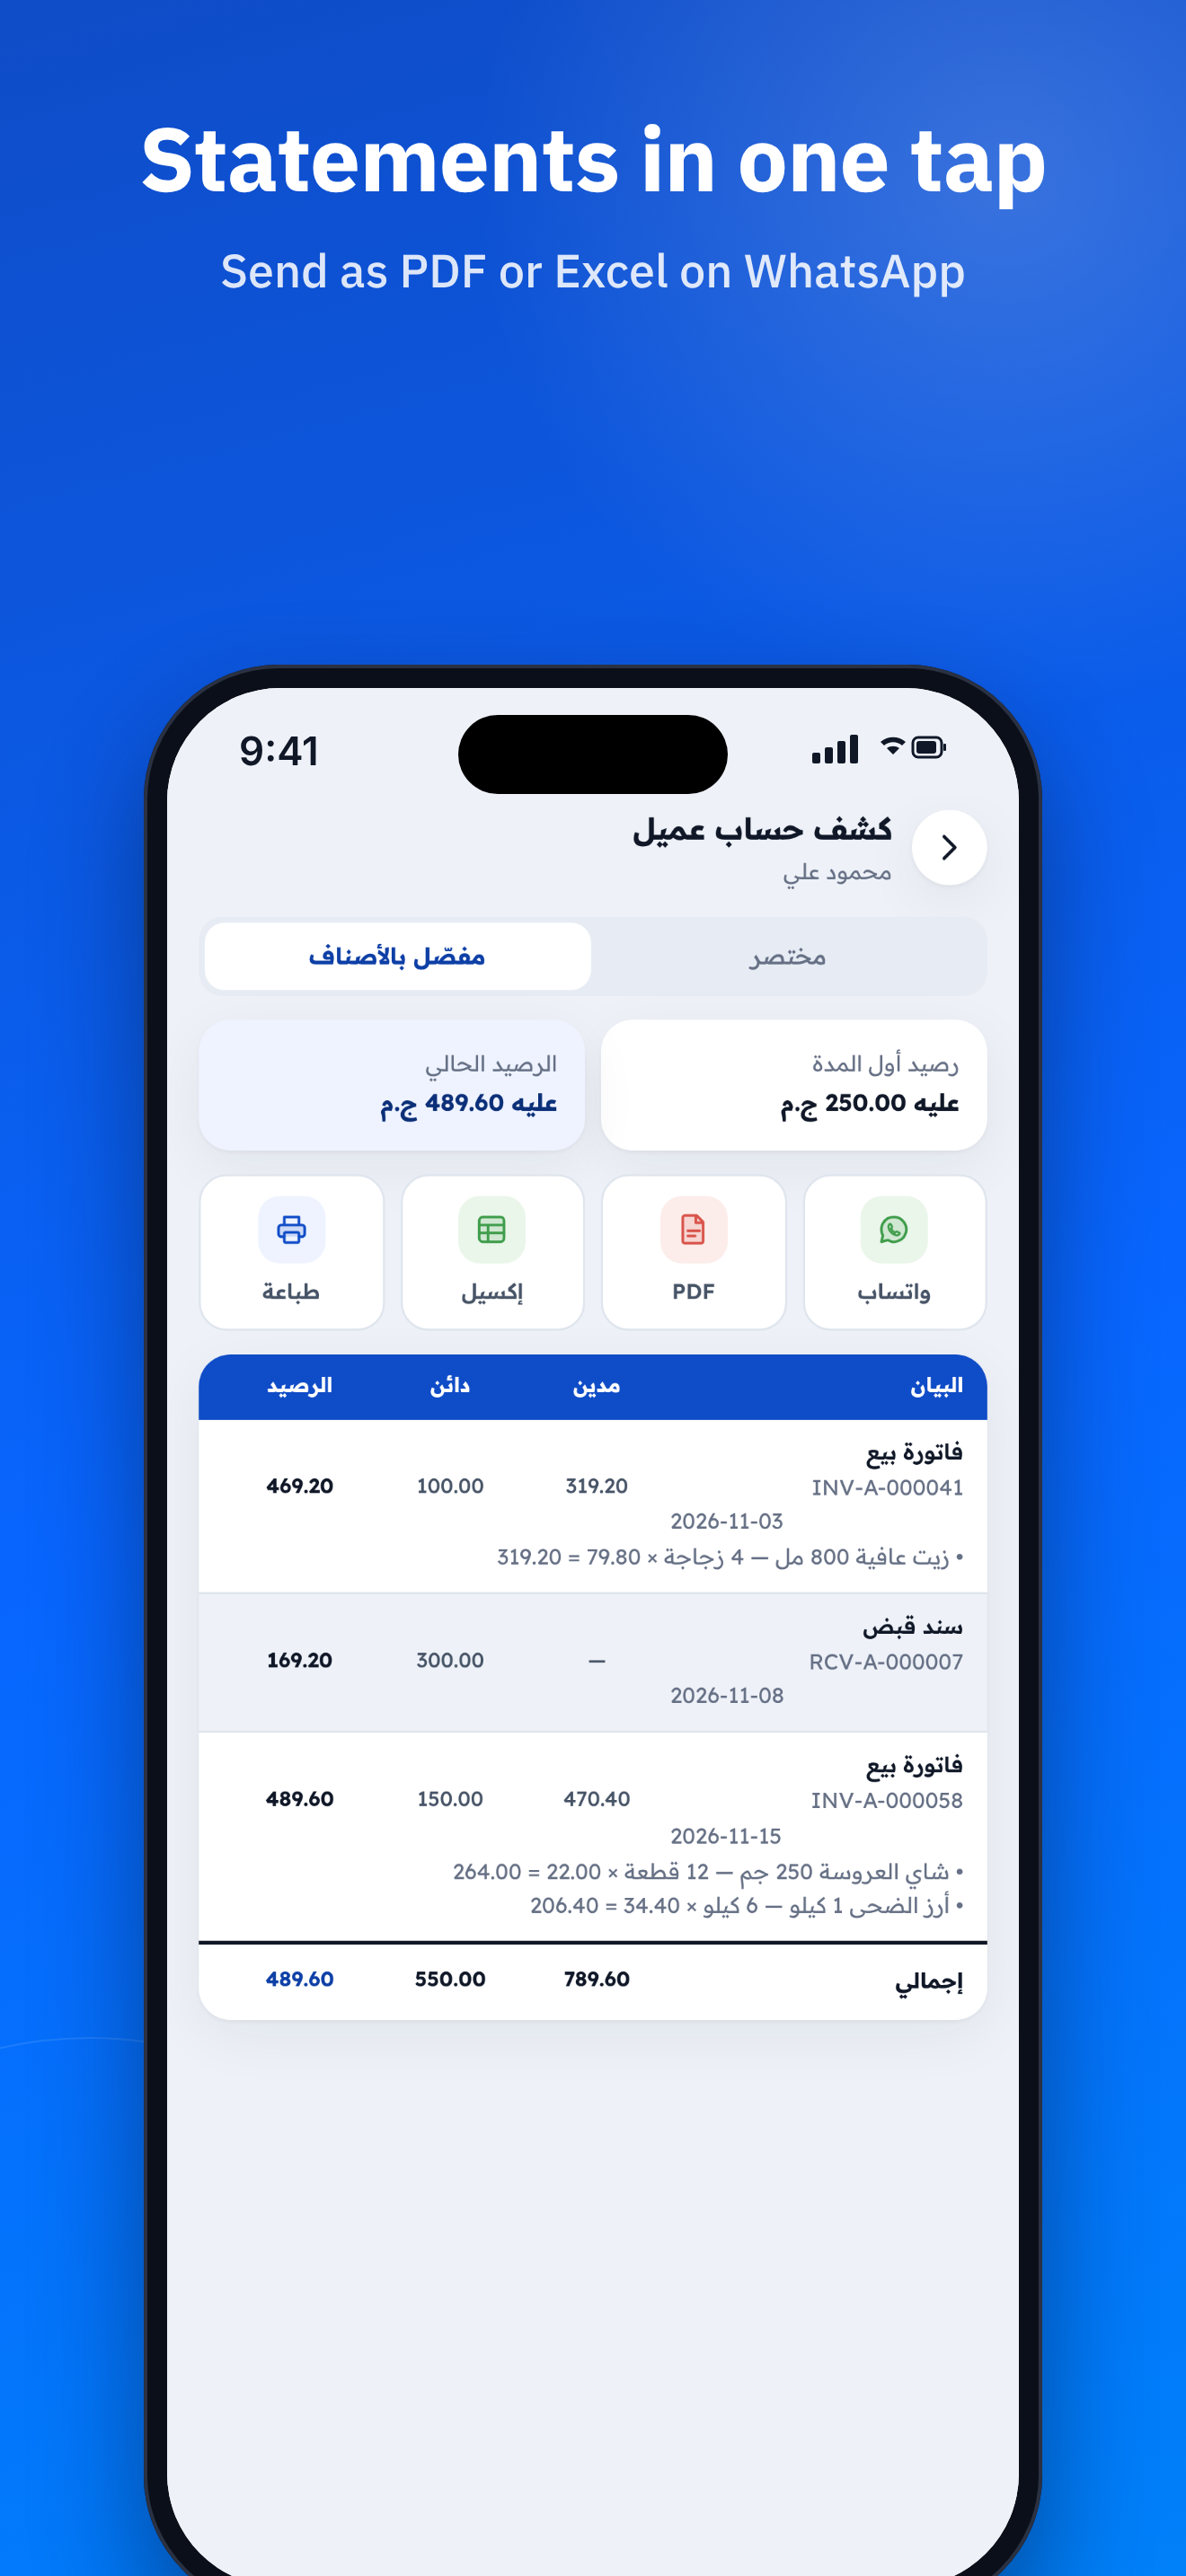 Statements in one tap
Send as PDF or Excel on WhatsApp
9:41
كشف حساب عميل
محمود علي
مختصر
مفصّل بالأصناف
رصيد أول المدة
عليه 250.00 ج.م
الرصيد الحالي
عليه 489.60 ج.م
واتساب
PDF
إكسيل
طباعة
البيان مدين دائن الرصيد
فاتورة بيع
INV-A-000041 319.20 100.00 469.20
2026-11-03
• زيت عافية 800 مل — 4 زجاجة × 79.80 = 319.20
سند قبض
RCV-A-000007 — 300.00 169.20
2026-11-08
فاتورة بيع
INV-A-000058 470.40 150.00 489.60
2026-11-15
• شاي العروسة 250 جم — 12 قطعة × 22.00 = 264.00
• أرز الضحى 1 كيلو — 6 كيلو × 34.40 = 206.40
إجمالي 789.60 550.00 489.60